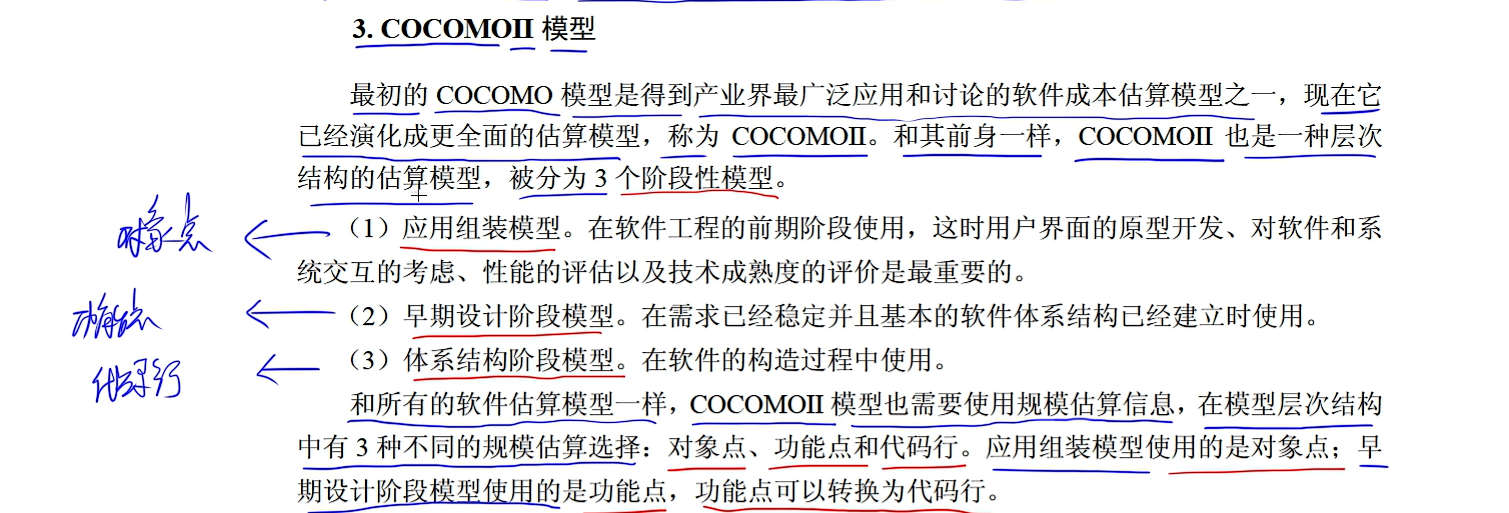 3. COCOMOII 模型
最初的 COCOMO 模型是得到产业界最广泛应用和讨论的软件成本估算模型之一，现在它
已经演化成更全面的估算模型，称为 COCOMOII。和其前身一样，COCOMOII 也是一种层次
结构的估算模型，被分为 3 个阶段性模型。
对象点
（1）应用组装模型。在软件工程的前期阶段使用，这时用户界面的原型开发、对软件和系
统交互的考虑、性能的评估以及技术成熟度的评价是最重要的。
功能点
（2）早期设计阶段模型。在需求已经稳定并且基本的软件体系结构已经建立时使用。
（3）体系结构阶段模型。在软件的构造过程中使用。
代码行
和所有的软件估算模型一样，COCOMOII 模型也需要使用规模估算信息，在模型层次结构
中有 3 种不同的规模估算选择：对象点、功能点和代码行。应用组装模型使用的是对象点；早
期设计阶段模型使用的是功能点，功能点可以转换为代码行。